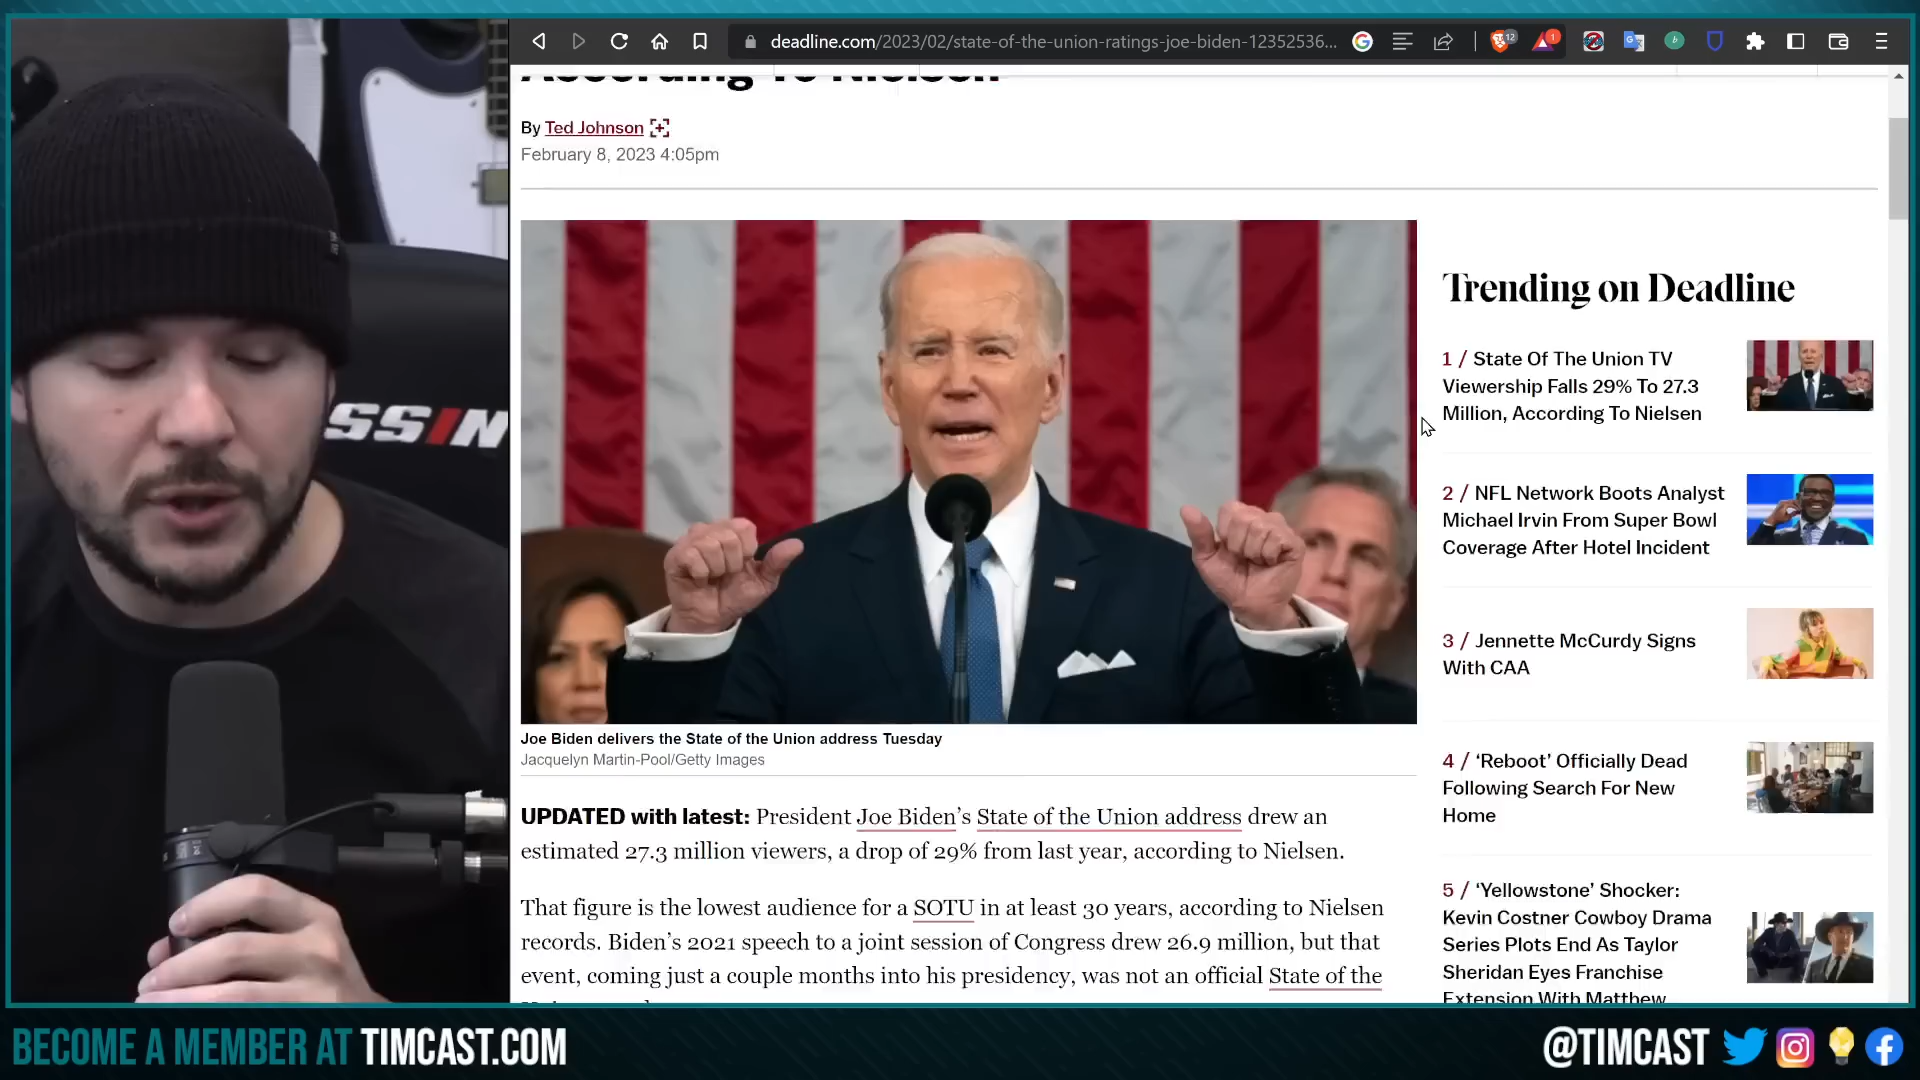 deadline.com/2023/02/state-of-the-union-ratings-joe-biden-12352536...
12
1
According To Nielsen
By Ted Johnson
February 8, 2023 4:05pm
SSIN
Joe Biden delivers the State of the Union address Tuesday
Jacquelyn Martin-Pool/Getty Images
UPDATED with latest: President Joe Biden's State of the Union address drew an
estimated 27.3 million viewers, a drop of 29% from last year, according to Nielsen.
That figure is the lowest audience for a SOTU in at least 30 years, according to Nielsen
records. Biden's 2021 speech to a joint session of Congress drew 26.9 million, but that
event, coming just a couple months into his presidency, was not an official State of the
Trending on Deadline
1 / State Of The Union TV
Viewership Falls 29% To 27.3
Million, According To Nielsen
2 / NFL Network Boots Analyst
Michael Irvin From Super Bowl
Coverage After Hotel Incident
3 / Jennette McCurdy Signs
With CAA
4 / 'Reboot' Officially Dead
Following Search For New
Home
5 / 'Yellowstone' Shocker:
Kevin Costner Cowboy Drama
Series Plots End As Taylor
Sheridan Eyes Franchise
Extension With Matthew
BECOME A MEMBER AT TIMCAST.COM
@TIMCAST